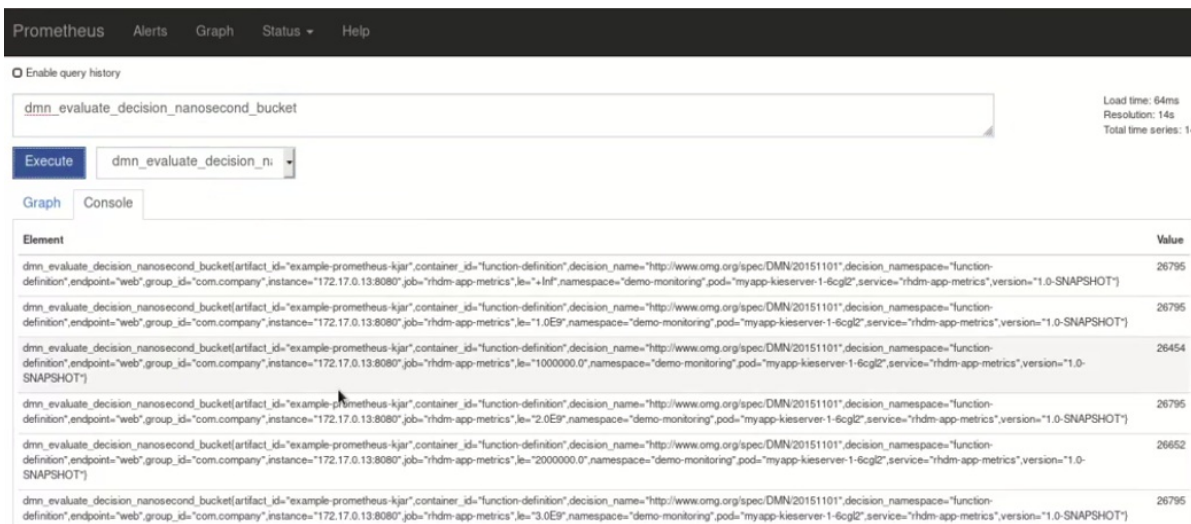 Prometheus Alerts Graph Status Help
Enable query history
dmn_evaluate_decision_nanosecond_bucket
Load time: 64ms
Resolution: 14s
Total time series:
Execute dmn_evaluate_decision_n
Graph Console
Element Value
dmn_evaluate_decision_nanosecond_bucket{artifact_id="example-prometheus-kjar",container_id="function-definition",decision_name="http://www.omg.org/spec/DMN/20151101",decision_namespace="function- 26795
definition",endpoint="web",group_id="com.company",instance="172.17.0.13:8080",job="rhdm-app-metrics",le="+Inf",namespace="demo-monitoring",pod="myapp-kieserver-1-6cgl2",service="rhdm-app-metrics",version="1.0-SNAPSHOT"}
dmn_evaluate_decision_nanosecond_bucket{artifact_id="example-prometheus-kjar",container_id="function-definition",decision_name="http://www.omg.org/spec/DMN/20151101",decision_namespace="function- 26795
definition",endpoint="web",group_id="com.company",instance="172.17.0.13:8080",job="rhdm-app-metrics",le="1.0E9",namespace="demo-monitoring",pod="myapp-kieserver-1-6cgl2",service="rhdm-app-metrics",version="1.0-SNAPSHOT"}
dmn_evaluate_decision_nanosecond_bucket{artifact_id="example-prometheus-kjar",container_id="function-definition",decision_name="http://www.omg.org/spec/DMN/20151101",decision_namespace="function- 26454
definition",endpoint="web",group_id="com.company",instance="172.17.0.13:8080",job="rhdm-app-metrics",le="1000000.0",namespace="demo-monitoring",pod="myapp-kieserver-1-6cgl2",service="rhdm-app-metrics",version="1.0-
SNAPSHOT"}
dmn_evaluate_decision_nanosecond_bucket{artifact_id="example-prometheus-kjar",container_id="function-definition",decision_name="http://www.omg.org/spec/DMN/20151101",decision_namespace="function- 26795
definition",endpoint="web",group_id="com.company",instance="172.17.0.13:8080",job="rhdm-app-metrics",le="2.0E9",namespace="demo-monitoring",pod="myapp-kieserver-1-6cgl2",service="rhdm-app-metrics",version="1.0-SNAPSHOT"}
dmn_evaluate_decision_nanosecond_bucket{artifact_id="example-prometheus-kjar",container_id="function-definition",decision_name="http://www.omg.org/spec/DMN/20151101",decision_namespace="function- 26652
definition",endpoint="web",group_id="com.company",instance="172.17.0.13:8080",job="rhdm-app-metrics",le="2000000.0",namespace="demo-monitoring",pod="myapp-kieserver-1-6cgl2",service="rhdm-app-metrics",version="1.0-
SNAPSHOT"}
dmn_evaluate_decision_nanosecond_bucket{artifact_id="example-prometheus-kjar",container_id="function-definition",decision_name="http://www.omg.org/spec/DMN/20151101",decision_namespace="function- 26795
definition",endpoint="web",group_id="com.company",instance="172.17.0.13:8080",job="rhdm-app-metrics",le="3.0E9",namespace="demo-monitoring",pod="myapp-kieserver-1-6cgl2",service="rhdm-app-metrics",version="1.0-SNAPSHOT"}